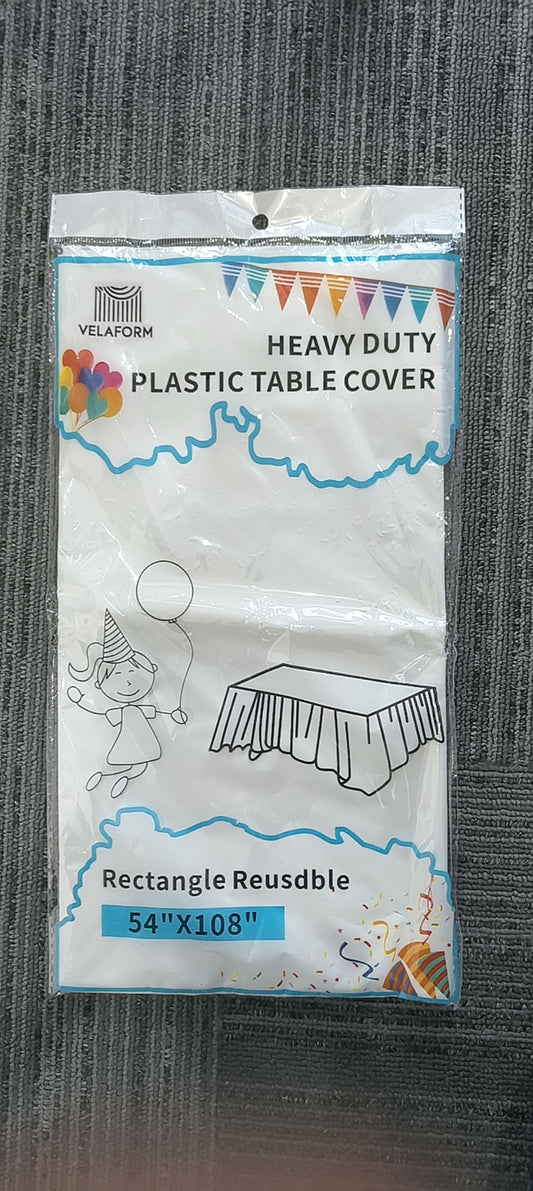 VELAFORM
HEAVY DUTY
PLASTIC TABLE COVER
Rectangle Reusdble
54"X108"